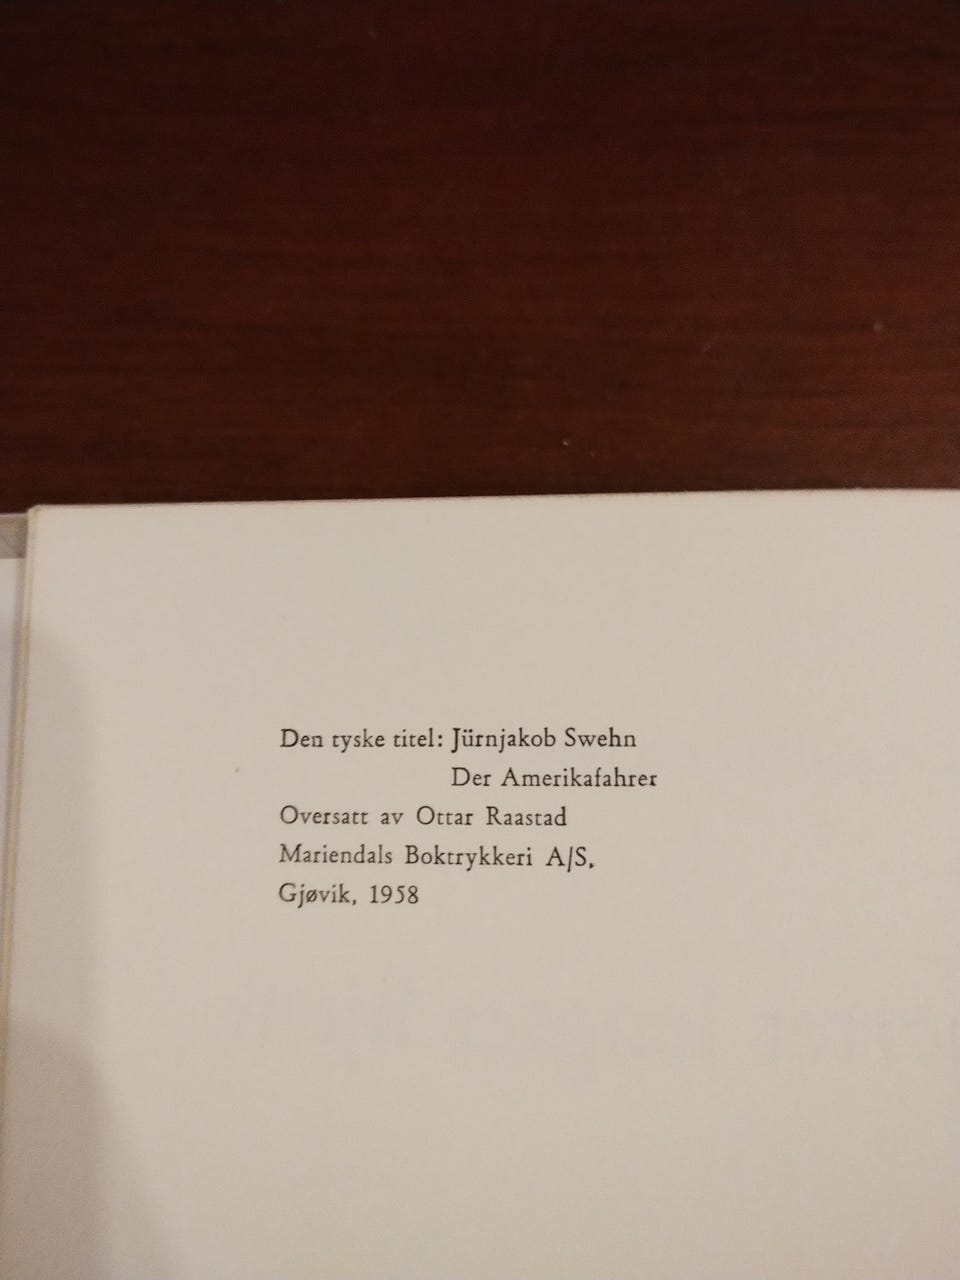 Den tyske titel: Jürnjakob Swehn
Der Amerikafahrer
Oversatt av Ottar Raastad
Mariendals Boktrykkeri A/S,
Gjøvik, 1958